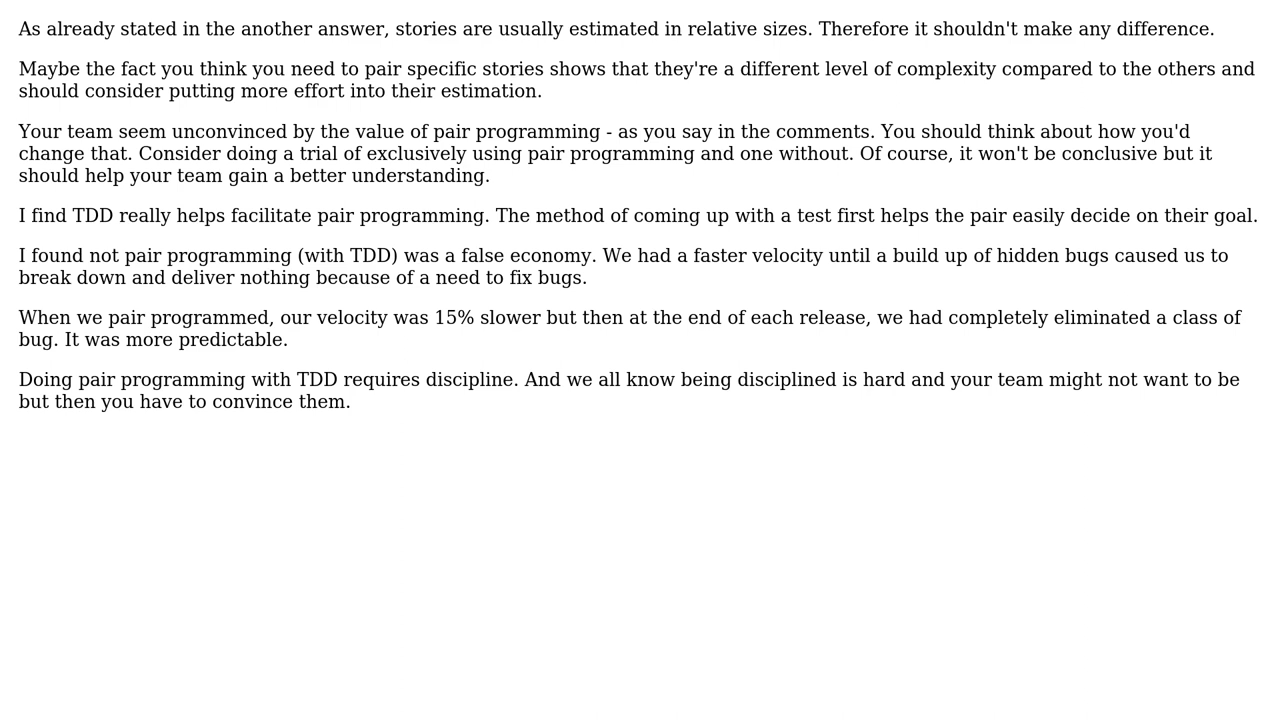 As already stated in the another answer, stories are usually estimated in relative sizes. Therefore it shouldn't make any difference.
Maybe the fact you think you need to pair specific stories shows that they're a different level of complexity compared to the others and
should consider putting more effort into their estimation.
Your team seem unconvinced by the value of pair programming - as you say in the comments. You should think about how you'd
change that. Consider doing a trial of exclusively using pair programming and one without. Of course, it won't be conclusive but it
should help your team gain a better understanding.
I find TDD really helps facilitate pair programming. The method of coming up with a test first helps the pair easily decide on their goal.
I found not pair programming (with TDD) was a false economy. We had a faster velocity until a build up of hidden bugs caused us to
break down and deliver nothing because of a need to fix bugs.
When we pair programmed, our velocity was 15% slower but then at the end of each release, we had completely eliminated a class of
bug. It was more predictable.
Doing pair programming with TDD requires discipline. And we all know being disciplined is hard and your team might not want to be
but then you have to convince them.